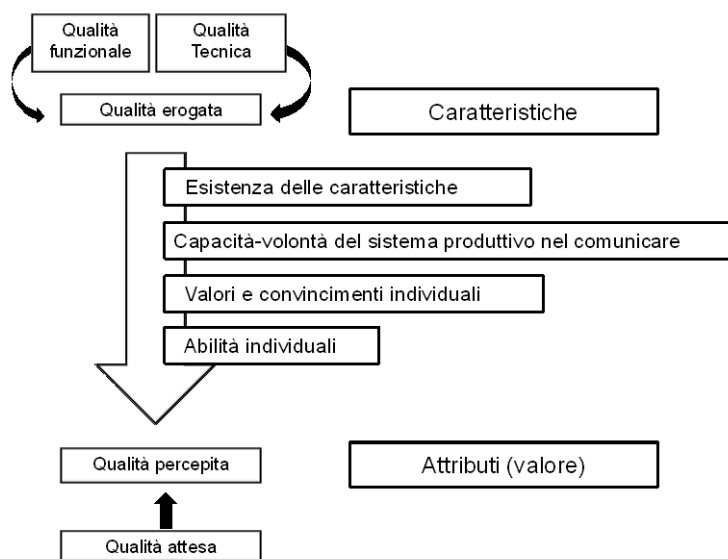 Qualità
funzionale
Qualità
Tecnica
Qualità erogata
Caratteristiche
Esistenza delle caratteristiche
Capacità-volontà del sistema produttivo nel comunicare
Valori e convincimenti individuali
Abilità individuali
Qualità percepita
Attributi (valore)
Qualità attesa